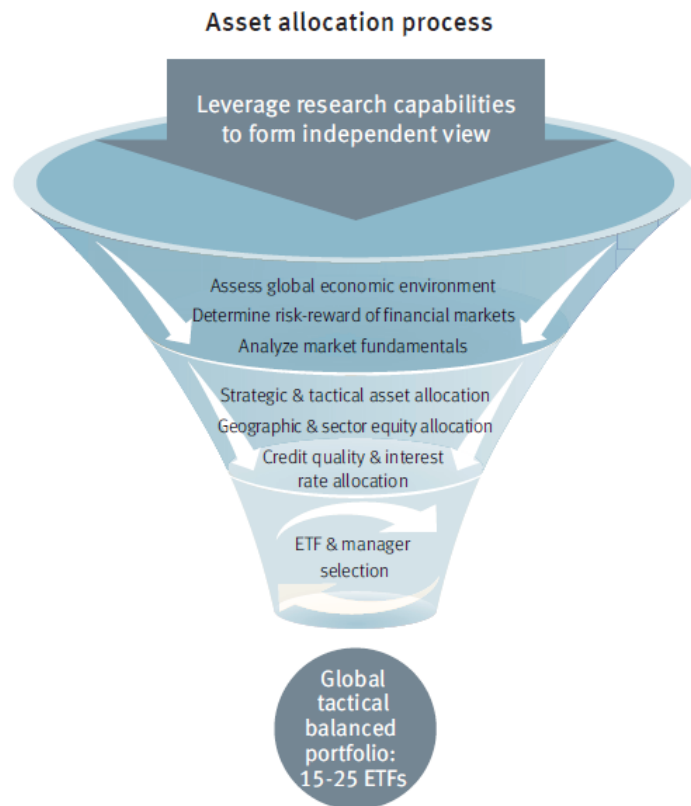 Asset allocation process
Leverage research capabilities
to form independent view
Assess global economic environment
Determine risk-reward of financial markets
Analyze market fundamentals
Strategic & tactical asset allocation
Geographic & sector equity allocation
Credit quality & interest
rate allocation
ETF & manager
selection
Global
tactical
balanced
portfolio:
15-25 ETFs